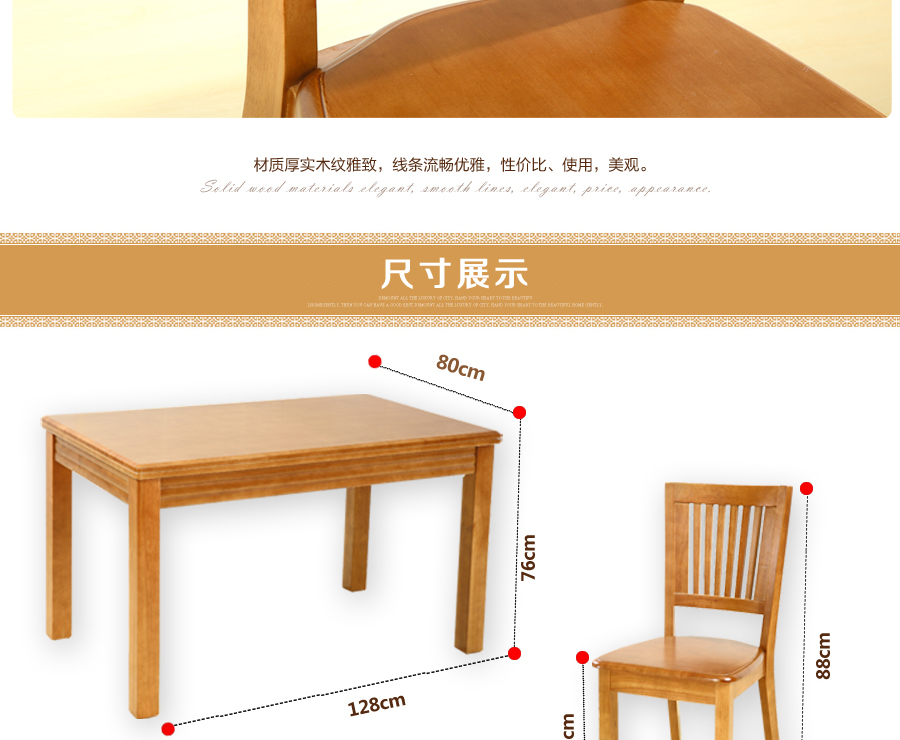 材质厚实木纹雅致，线条流畅优雅，性价比、使用，美观。
Solid wood materials elegant, smooth lines, elegant, price, appearance.
尺寸展示
80cm
76cm
128cm
88cm
cm